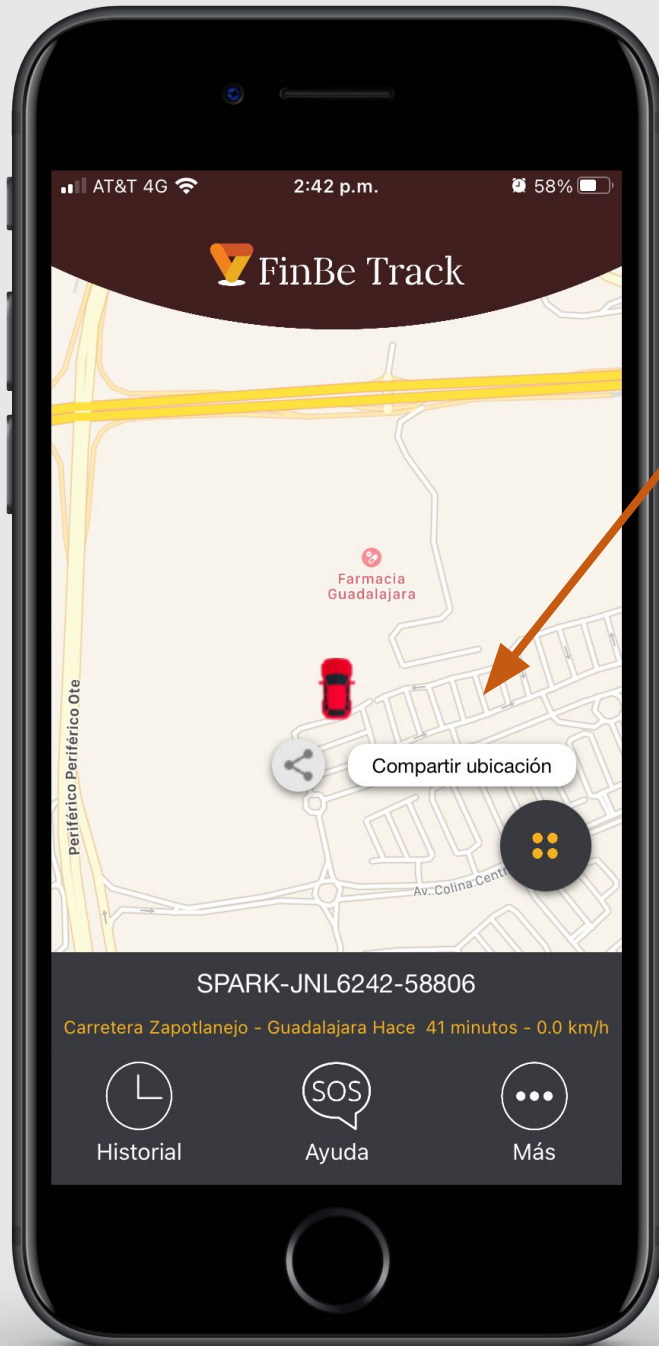 AT&T 4G 2:42 p.m. 58%
FinBe Track
Farmacia
Guadalajara
Periférico Periférico Ote
Compartir ubicación
Av. Colina
SPARK-JNL6242-58806
Carretera Zapotlanejo - Guadalajara Hace 41 minutos - 0.0 km/h
SOS
Historial Ayuda Más